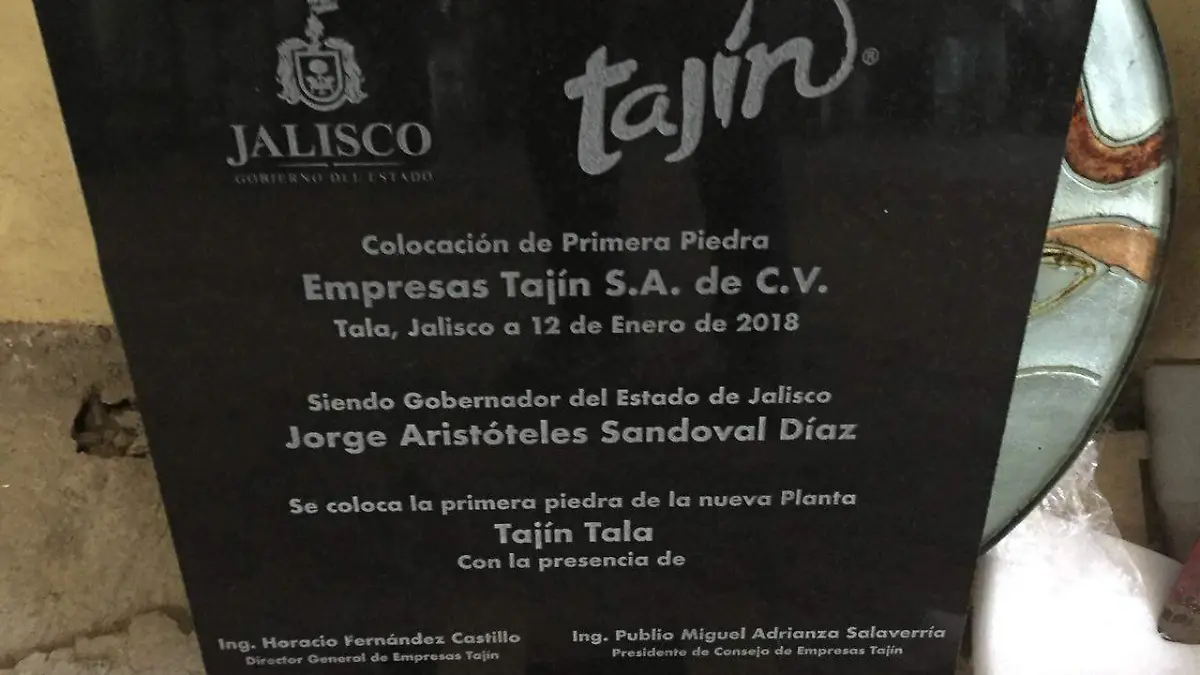 JALISCO
GOBIERNO DEL ESTADO
tajín®
Colocación de Primera Piedra
Empresas Tajín S.A. de C.V.
Tala, Jalisco a 12 de Enero de 2018
Siendo Gobernador del Estado de Jalisco
Jorge Aristóteles Sandoval Díaz
Se coloca la primera piedra de la nueva Planta
Tajín Tala
Con la presencia de
Ing. Horacio Fernández Castillo
Director General de Empresas Tajín
Ing. Publio Miguel Adrianza Salaverría
Presidente de Consejo de Empresas Tajín